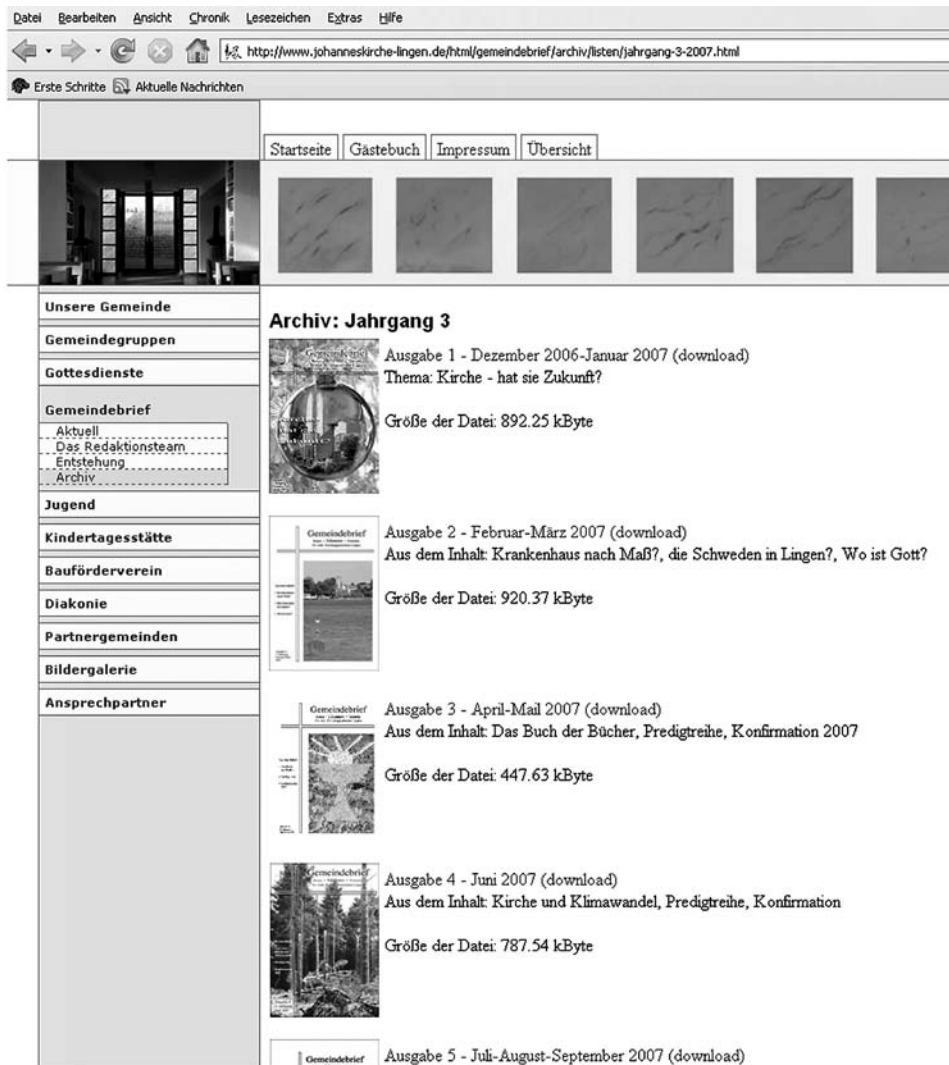 Datei Bearbeiten Ansicht Chronik Lesezeichen Extras Hilfe
http://www.johanneskirche-lingen.de/html/gemeindebrief/archiv/listen/jahrgang-3-2007.html
Erste Schritte Aktuelle Nachrichten
Startseite Gästebuch Impressum Übersicht
Unsere Gemeinde
Gemeindegruppen
Gottesdienste
Gemeindebrief
Aktuell
Das Redaktionsteam
Entstehung
Archiv
Jugend
Kindertagesstätte
Bauförderverein
Diakonie
Partnergemeinden
Bildergalerie
Ansprechpartner
Archiv: Jahrgang 3
Gemeindebrief
Ausgabe 1 - Dezember 2006-Januar 2007 (download)
Thema: Kirche - hat sie Zukunft?
Größe der Datei: 892.25 kByte
Gemeindebrief
Ausgabe 2 - Februar-März 2007 (download)
Aus dem Inhalt: Krankenhaus nach Maß?, die Schweden in Lingen?, Wo ist Gott?
Größe der Datei: 920.37 kByte
Gemeindebrief
Ausgabe 3 - April-Mail 2007 (download)
Aus dem Inhalt: Das Buch der Bücher, Predigtreihe, Konfirmation 2007
Größe der Datei: 447.63 kByte
Gemeindebrief
Ausgabe 4 - Juni 2007 (download)
Aus dem Inhalt: Kirche und Klimawandel, Predigtreihe, Konfirmation
Größe der Datei: 787.54 kByte
Gemeindebrief
Ausgabe 5 - Juli-August-September 2007 (download)